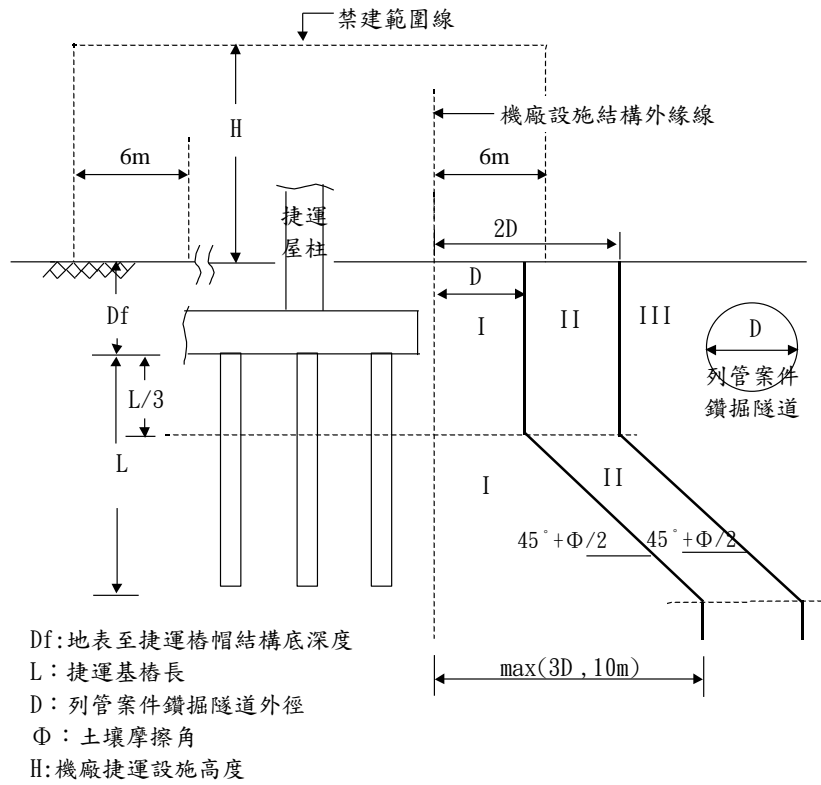 禁建範圍線
機廠設施結構外緣線
H
6m
6m
捷運
屋柱
2D
D
Df
I
II
III
D
列管案件
鑽掘隧道
L/3
L
I
II
45°+Φ/2
45°+Φ/2
max(3D , 10m)
Df:地表至捷運樁帽結構底深度
L：捷運基樁長
D：列管案件鑽掘隧道外徑
Φ：土壤摩擦角
H:機廠捷運設施高度